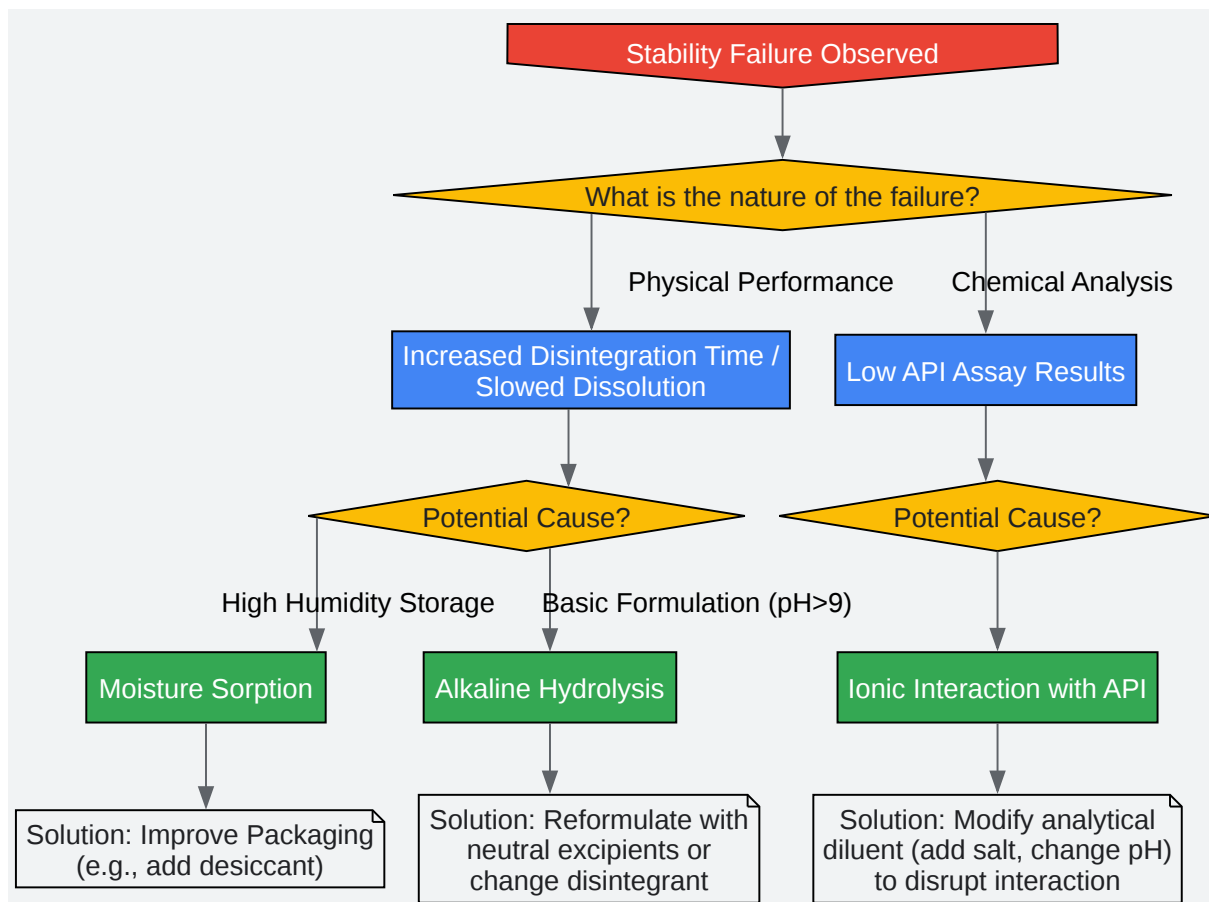 Stability Failure Observed
What is the nature of the failure?
Physical Performance
Chemical Analysis
Increased Disintegration Time /
Slowed Dissolution
Low API Assay Results
Potential Cause?
Potential Cause?
High Humidity Storage
Basic Formulation (pH>9)
Moisture Sorption
Alkaline Hydrolysis
Ionic Interaction with API
Solution: Improve Packaging
(e.g., add desiccant)
Solution: Reformulate with
neutral excipients or
change disintegrant
Solution: Modify analytical
diluent (add salt, change pH)
to disrupt interaction